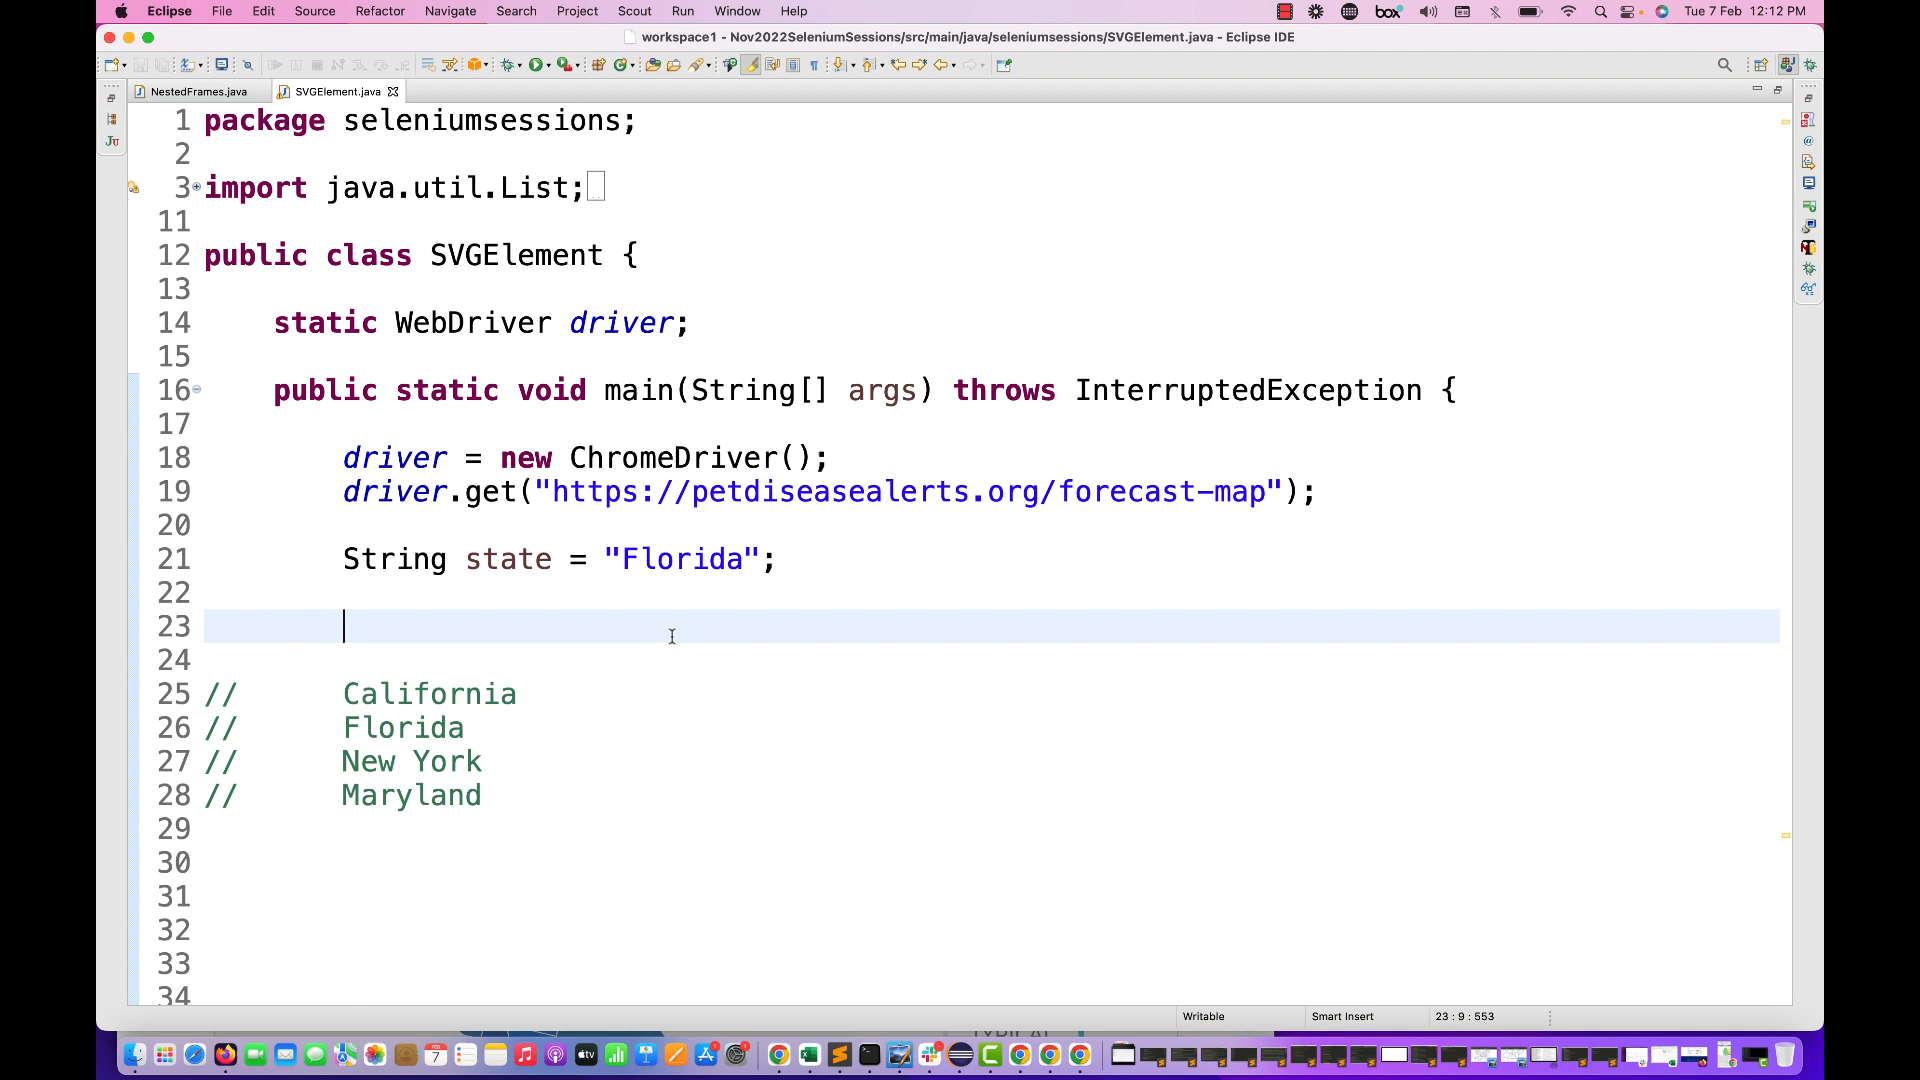 Eclipse File Edit Source Refactor Navigate Search Project Scout Run Window Help box Tue 7 Feb 12:12 PM
workspace1 - Nov2022SeleniumSessions/src/main/java/seleniumsessions/SVGElement.java - Eclipse IDE
NestedFrames.java SVGElement.java
1 package seleniumsessions;
2
3 import java.util.List;
11
12 public class SVGElement {
13
14 static WebDriver driver;
15
16 public static void main(String[] args) throws InterruptedException {
17
18 driver = new ChromeDriver();
19 driver.get("https://petdiseasealerts.org/forecast-map");
20
21 String state = "Florida";
22
23
24
25 // California
26 // Florida
27 // New York
28 // Maryland
29
30
31
32
33
34
Writable Smart Insert 23 : 9 : 553